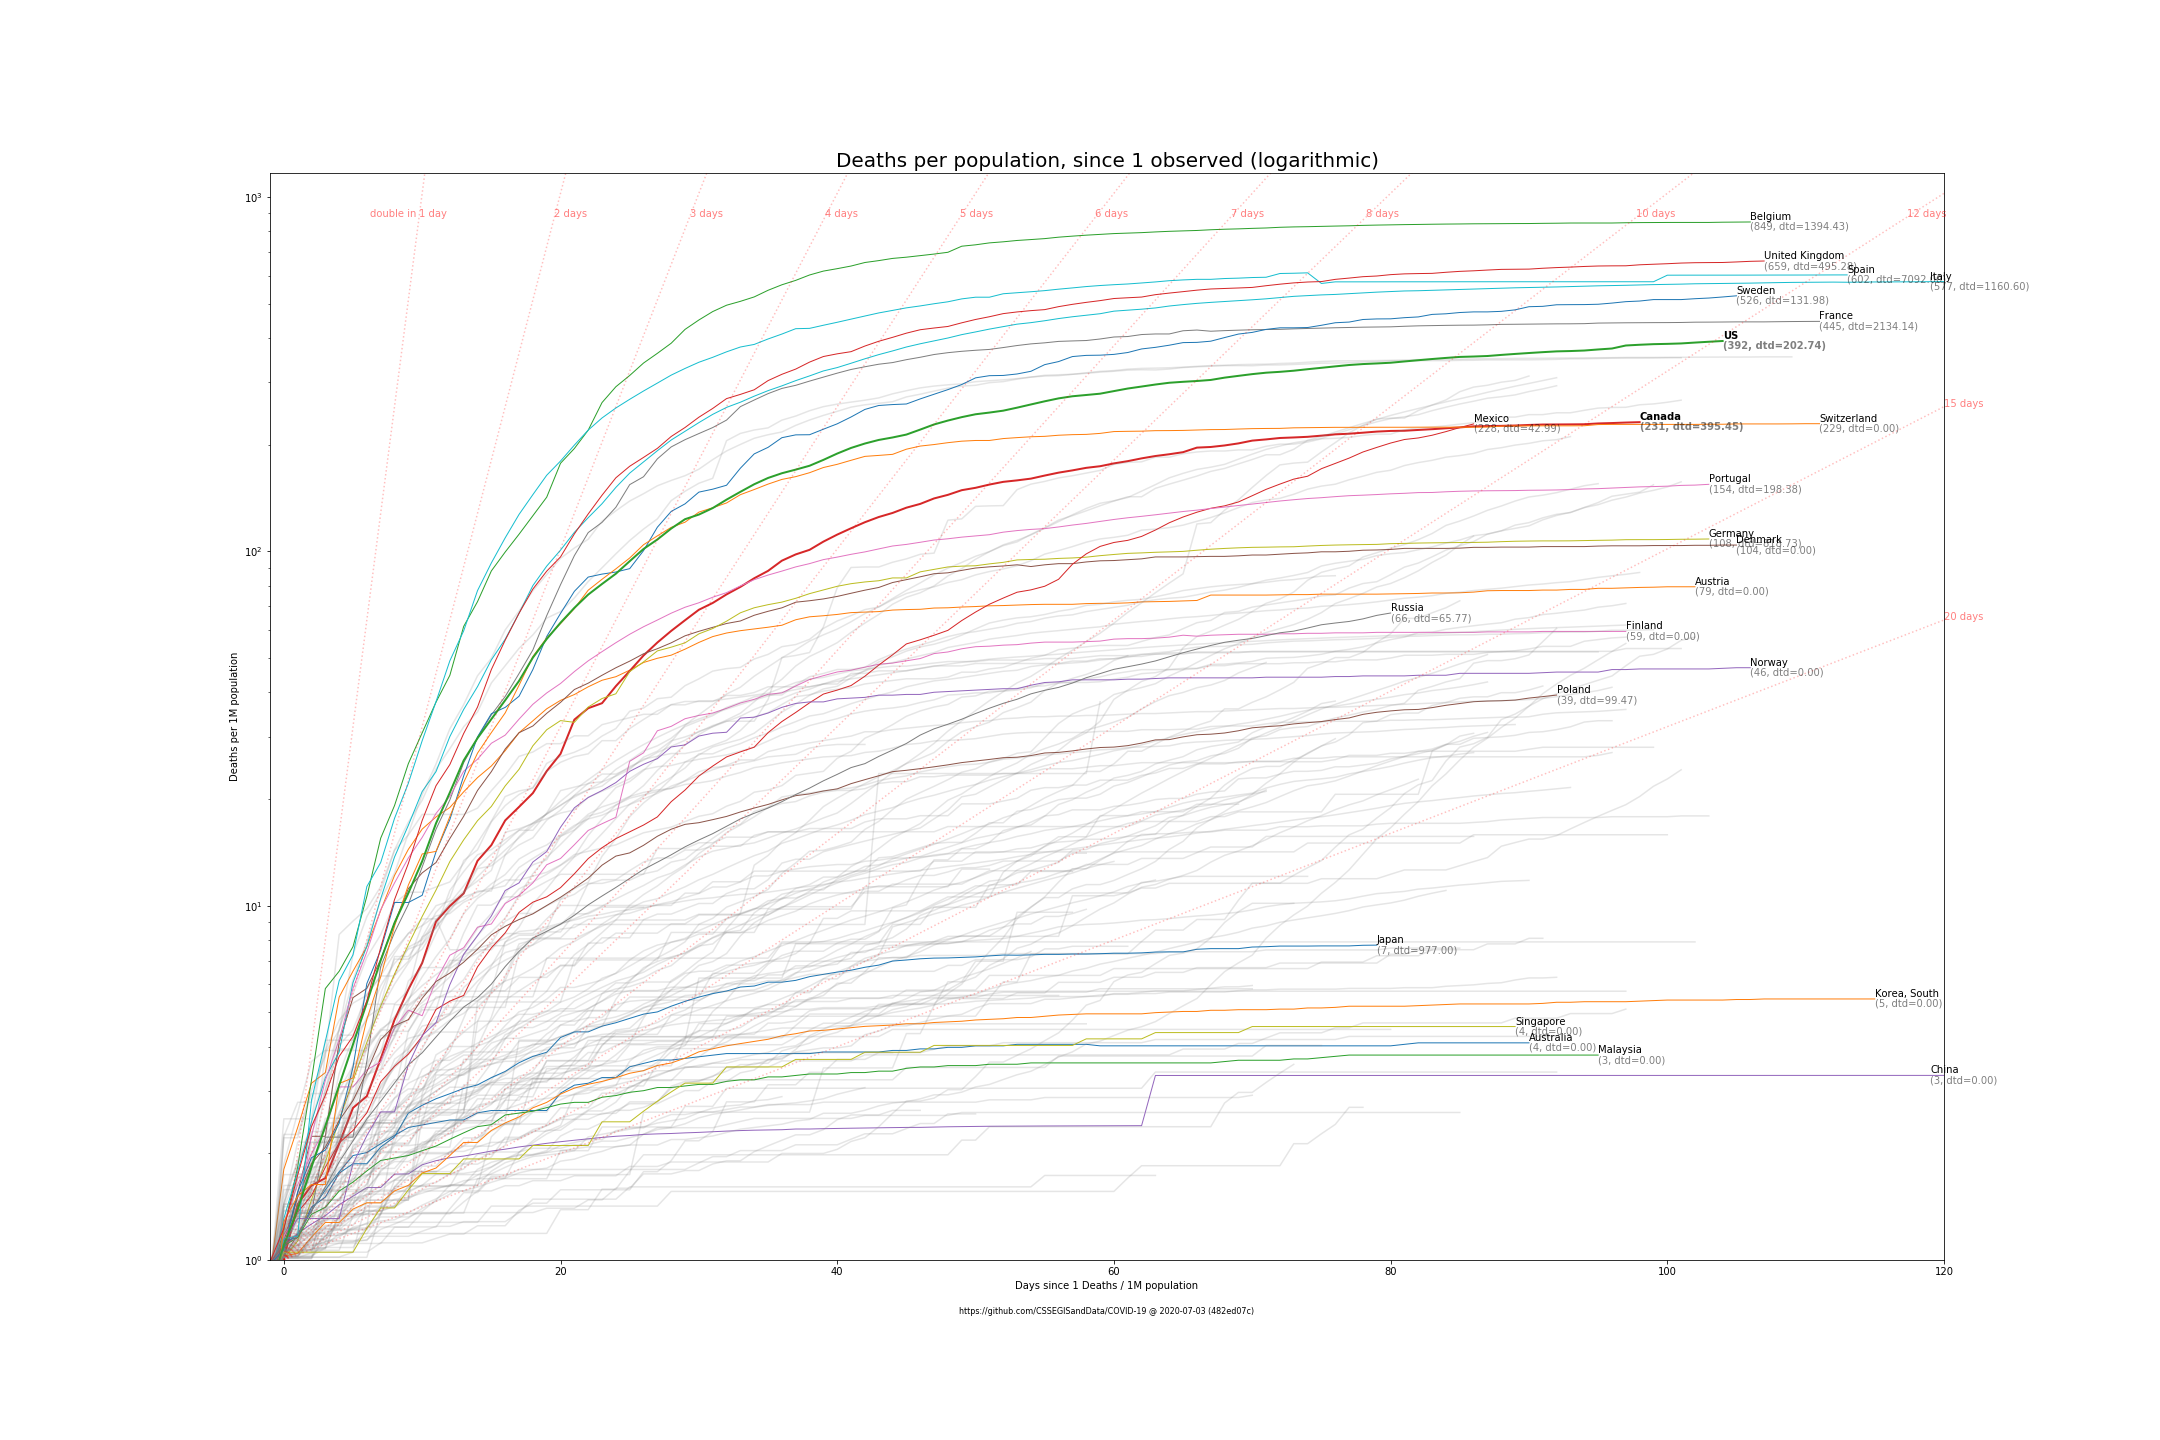 Deaths per population, since 1 observed (logarithmic)
10³
double in 1 day
2 days
3 days
4 days
5 days
6 days
7 days
8 days
10 days
12 days
Belgium
(849, dtd=1394.43)
United Kingdom
(659, dtd=495.28)
Spain
(602, dtd=7092.
Italy
(577, dtd=1160.60)
Sweden
(526, dtd=131.98)
France
(445, dtd=2134.14)
US
(392, dtd=202.74)
15 days
Mexico
(228, dtd=42.99)
Canada
(231, dtd=395.45)
Switzerland
(229, dtd=0.00)
Portugal
(154, dtd=198.38)
Germany
(108,
Denmark
(104, dtd=0.00)
10²
Austria
(79, dtd=0.00)
Russia
(66, dtd=65.77)
20 days
Finland
(59, dtd=0.00)
Norway
(46, dtd=0.00)
Poland
(39, dtd=99.47)
Deaths per 1M population
10¹
Japan
(7, dtd=977.00)
Korea, South
(5, dtd=0.00)
Singapore
(4, dtd=0.00)
Australia
(4, dtd=0.00)
Malaysia
(3, dtd=0.00)
China
(3, dtd=0.00)
10⁰
0
20
40
60
80
100
120
Days since 1 Deaths / 1M population
https://github.com/CSSEGISandData/COVID-19 @ 2020-07-03 (482ed07c)